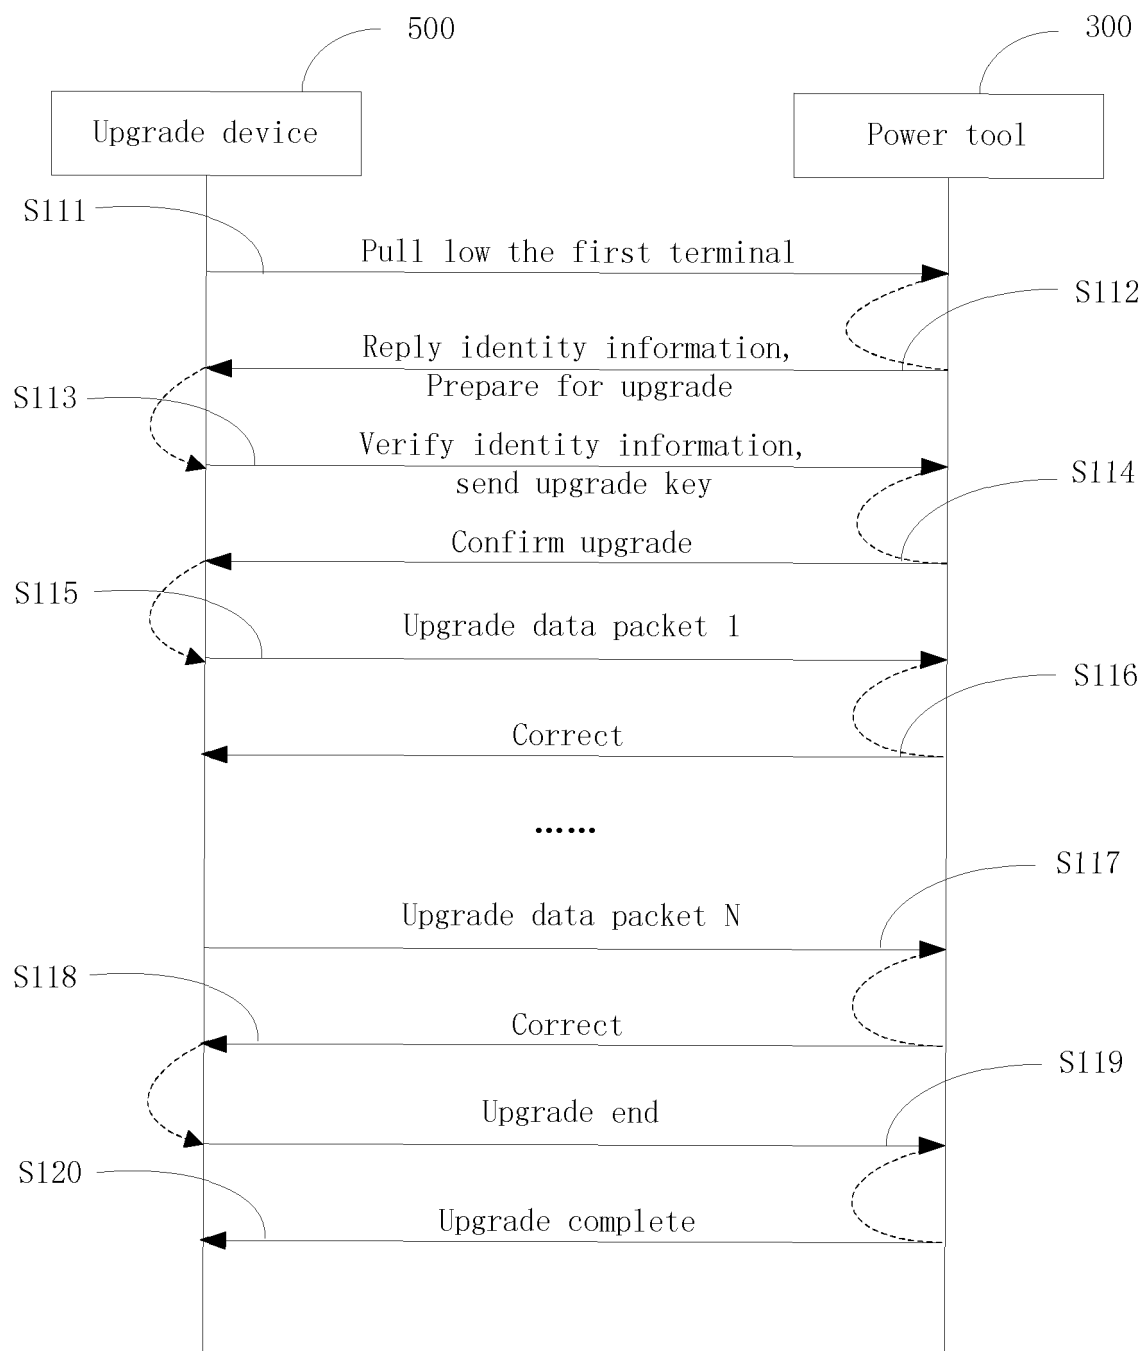 500
300
Upgrade device
Power tool
S111
Pull low the first terminal
S112
Reply identity information,
Prepare for upgrade
S113
Verify identity information,
send upgrade key
S114
Confirm upgrade
S115
Upgrade data packet 1
S116
Correct
……
S117
Upgrade data packet N
S118
Correct
S119
Upgrade end
S120
Upgrade complete